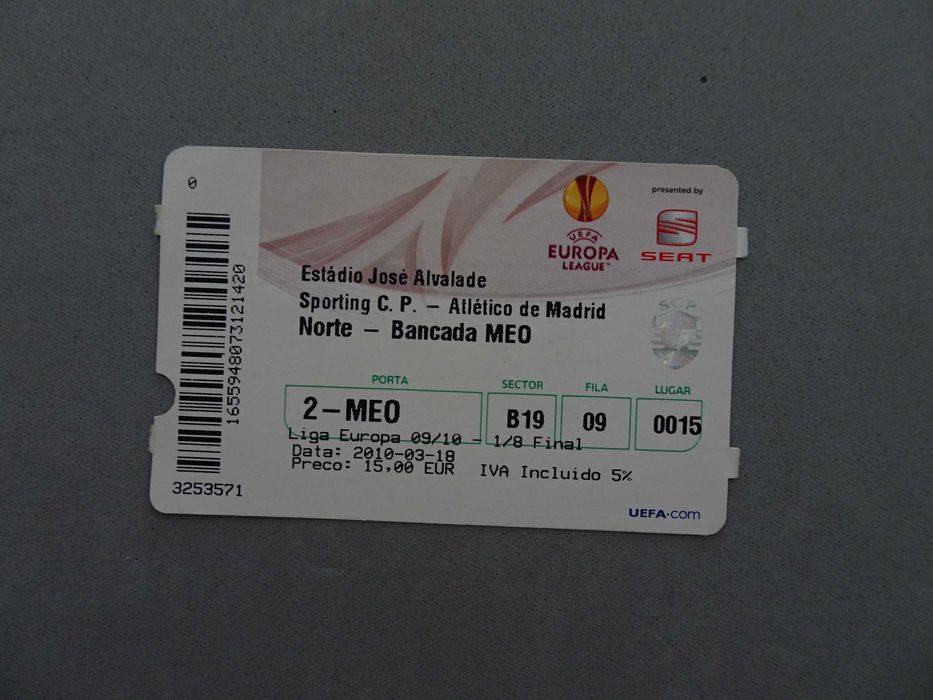 0
presented by
UEFA
EUROPA
LEAGUE™
SEAT
Estádio José Alvalade
Sporting C. P. – Atlético de Madrid
Norte – Bancada MEO
SCP
PORTA SECTOR FILA LUGAR
2-MEO B19 09 0015
Liga Europa 09/10 - 1/8 Final
Data: 2010-03-18
Preco: 15,00 EUR IVA Incluido 5%
1655948073121420
3253571
UEFA.com